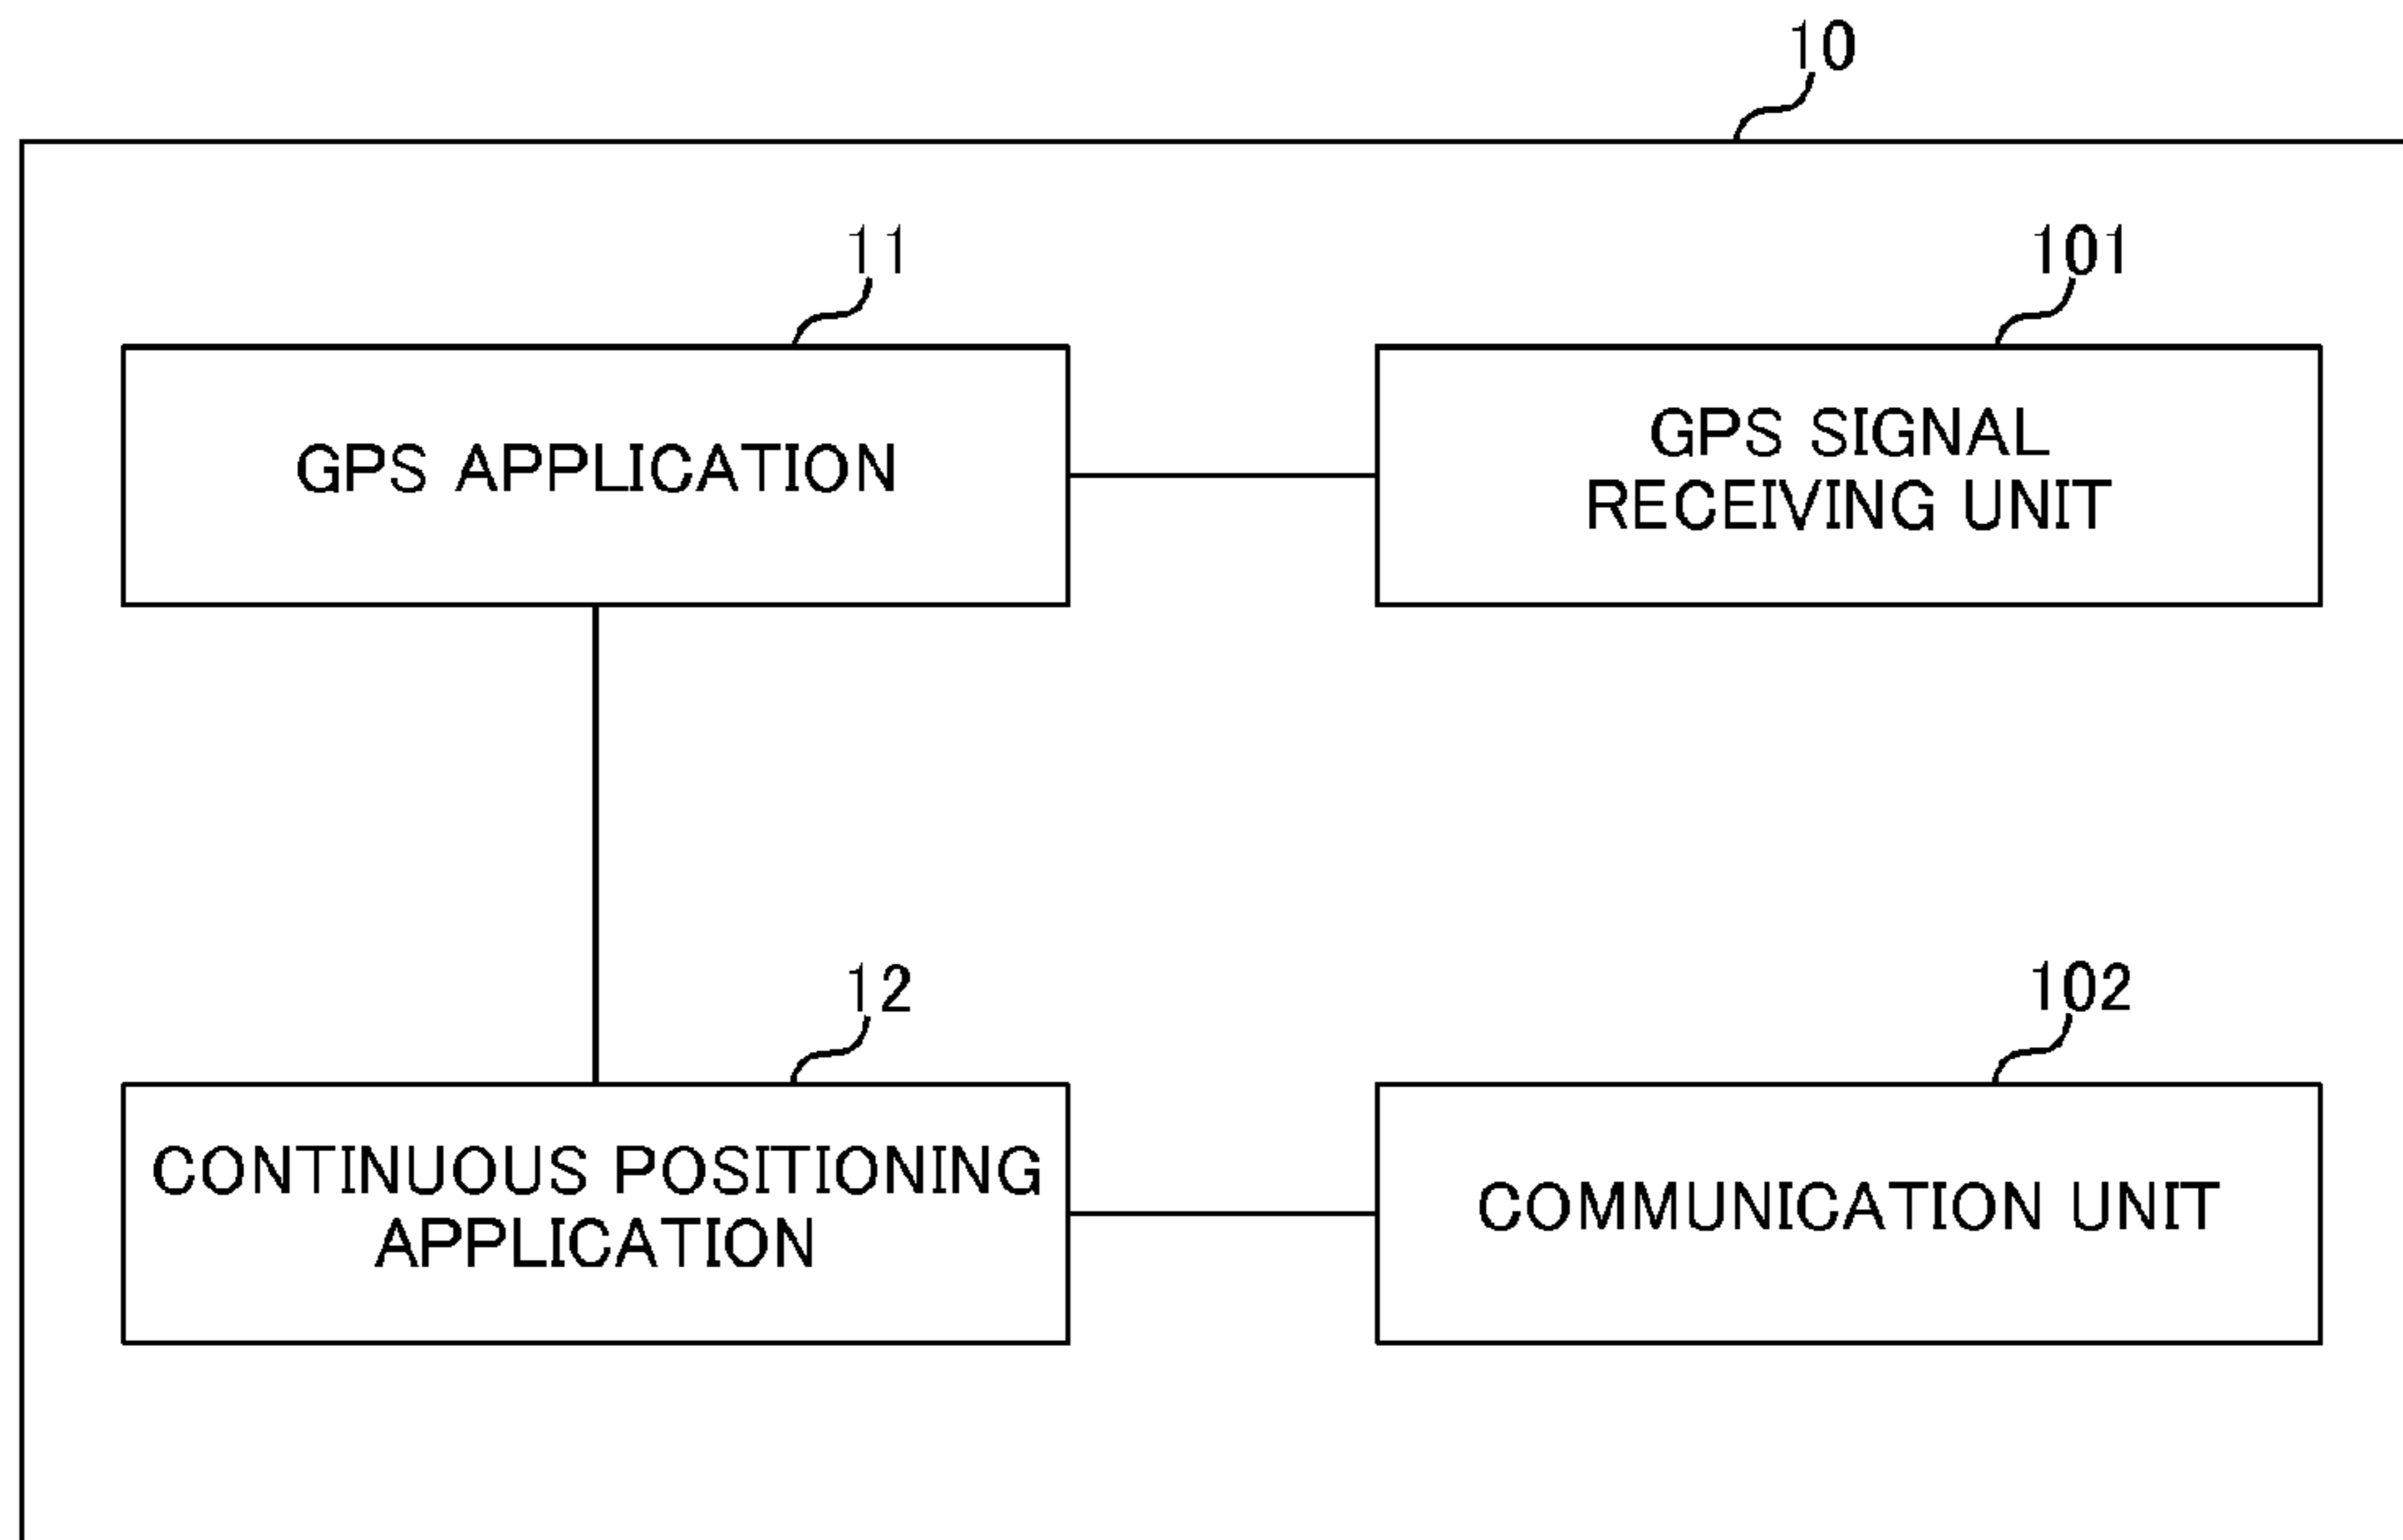 10
11
101
GPS APPLICATION
GPS SIGNAL
RECEIVING UNIT
12
102
CONTINUOUS POSITIONING
APPLICATION
COMMUNICATION UNIT